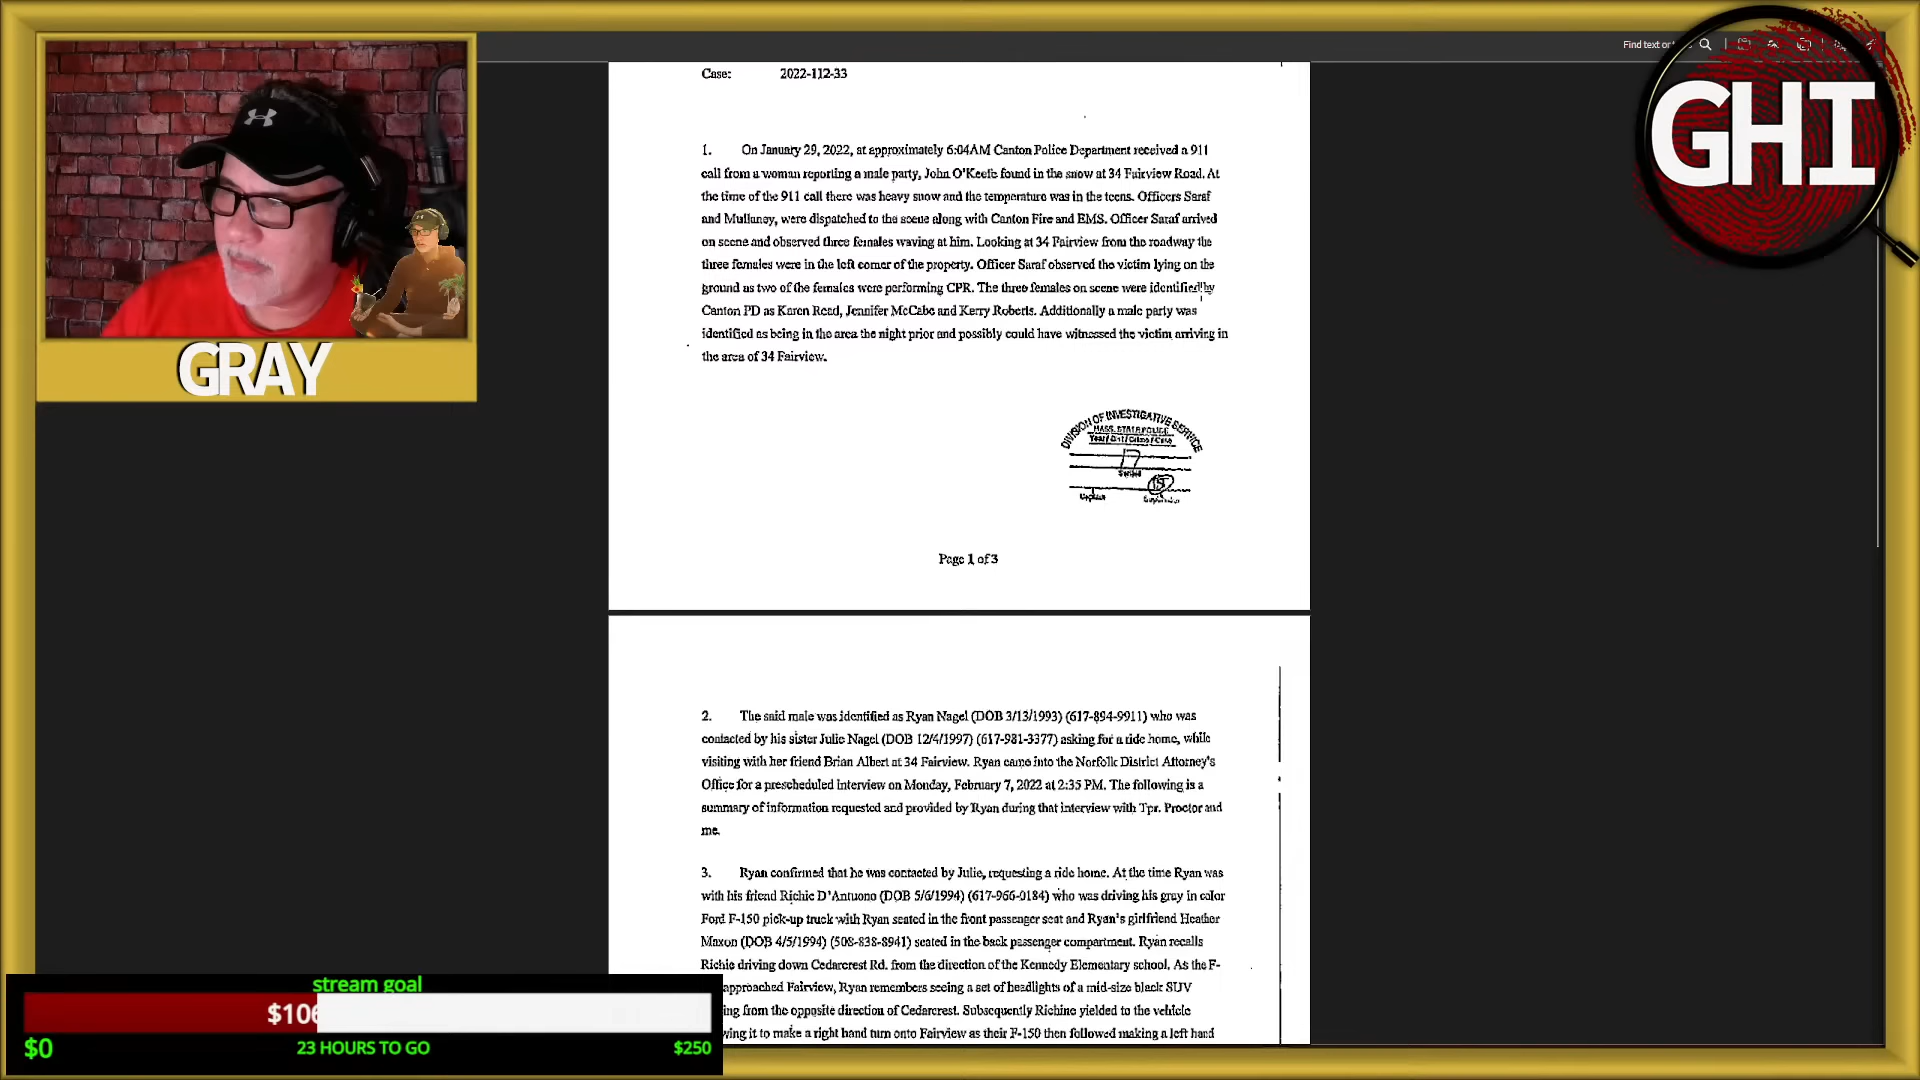 Find text or
GHI
GRAY
Case: 2022-112-33
1. On January 29, 2022, at approximately 6:04AM Canton Police Department received a 911
call from a woman reporting a male party, John O'Keefe found in the snow at 34 Fairview Road. At
the time of the 911 call there was heavy snow and the temperature was in the teens. Officers Saraf
and Mullaney, were dispatched to the scene along with Canton Fire and EMS. Officer Saraf arrived
on scene and observed three females waving at him. Looking at 34 Fairview from the roadway the
three females were in the left corner of the property. Officer Saraf observed the victim lying on the
ground as two of the females were performing CPR. The three females on scene were identified by
Canton PD as Karen Read, Jennifer McCabe and Kerry Roberts. Additionally a male party was
identified as being in the area the night prior and possibly could have witnessed the victim arriving in
the area of 34 Fairview.
DIVISION OF INVESTIGATIVE SERVICE
MASS. STATE POLICE
17
Page 1 of 3
2. The said male was identified as Ryan Nagel (DOB 3/13/1993) (617-894-9911) who was
contacted by his sister Julie Nagel (DOB 12/4/1997) (617-981-3377) asking for a ride home, while
visiting with her friend Brian Albert at 34 Fairview. Ryan came into the Norfolk District Attorney's
Office for a prescheduled interview on Monday, February 7, 2022 at 2:35 PM. The following is a
summary of information requested and provided by Ryan during that interview with Tpr. Proctor and
me.
3. Ryan confirmed that he was contacted by Julie, requesting a ride home. At the time Ryan was
with his friend Richie D'Antuono (DOB 5/6/1994) (617-966-0184) who was driving his gray in color
Ford F-150 pick-up truck with Ryan seated in the front passenger seat and Ryan's girlfriend Heather
Maxon (DOB 4/5/1994) (508-838-8941) seated in the back passenger compartment. Ryan recalls
Richie driving down Cedarcrest Rd. from the direction of the Kennedy Elementary school. As the F-
approached Fairview, Ryan remembers seeing a set of headlights of a mid-size black SUV
ing from the opposite direction of Cedarcrest. Subsequently Richine yielded to the vehicle
wing it to make a right hand turn onto Fairview as their F-150 then followed making a left hand
stream goal
$106
$0
23 HOURS TO GO
$250